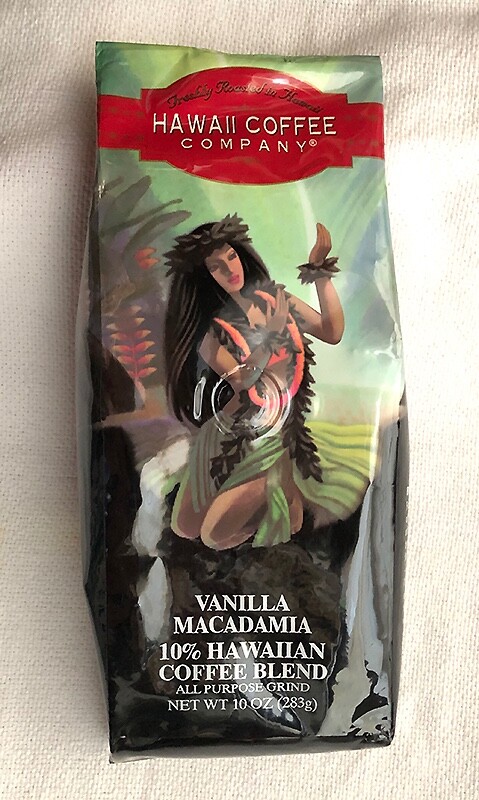 Freshly Roasted in Hawaii
HAWAII COFFEE
COMPANY®
VANILLA
MACADAMIA
10% HAWAIIAN
COFFEE BLEND
ALL PURPOSE GRIND
NET WT 10 OZ (283g)